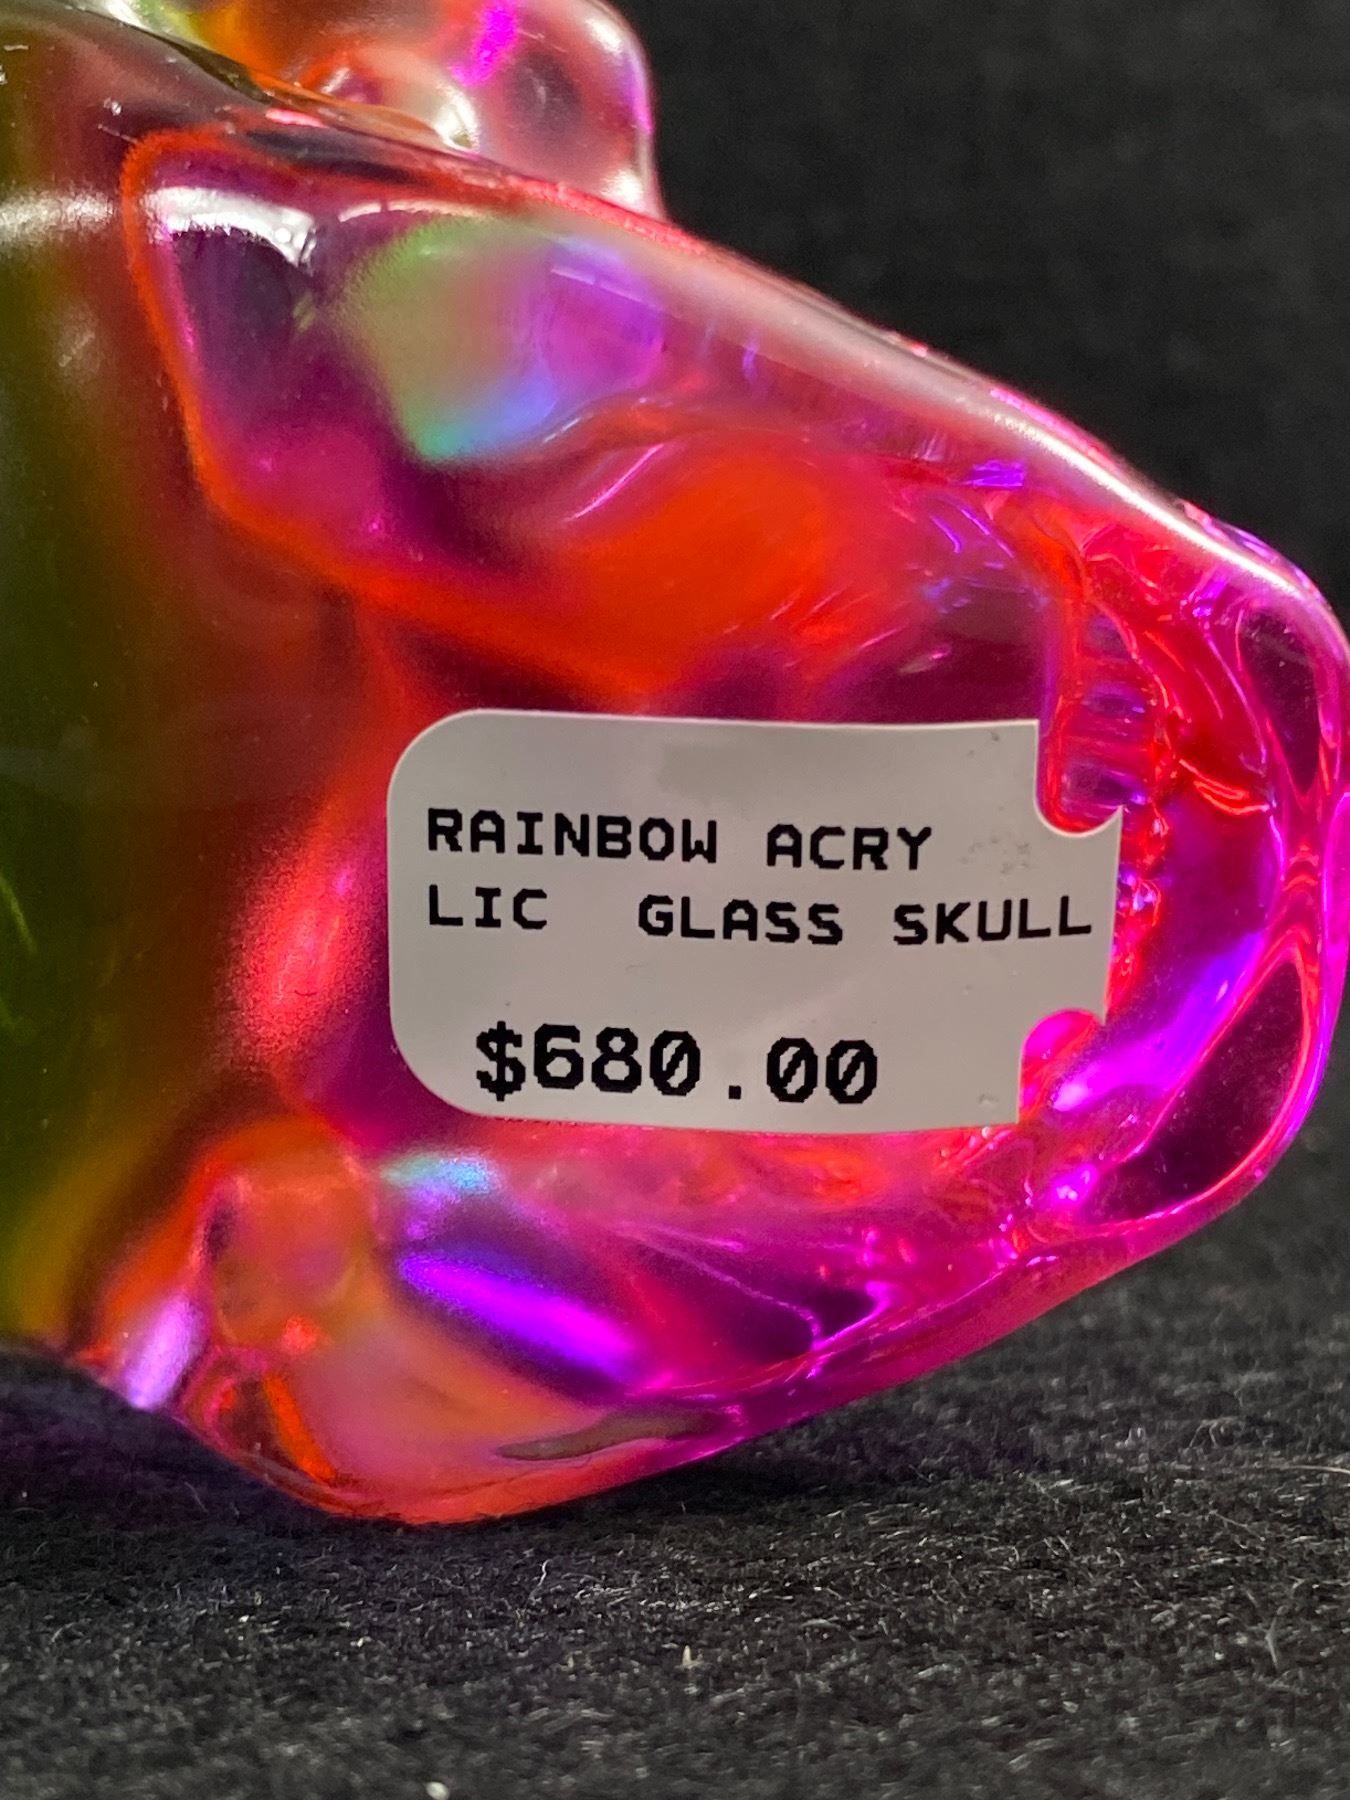 RAINBOW ACRY
LIC GLASS SKULL
$680.00